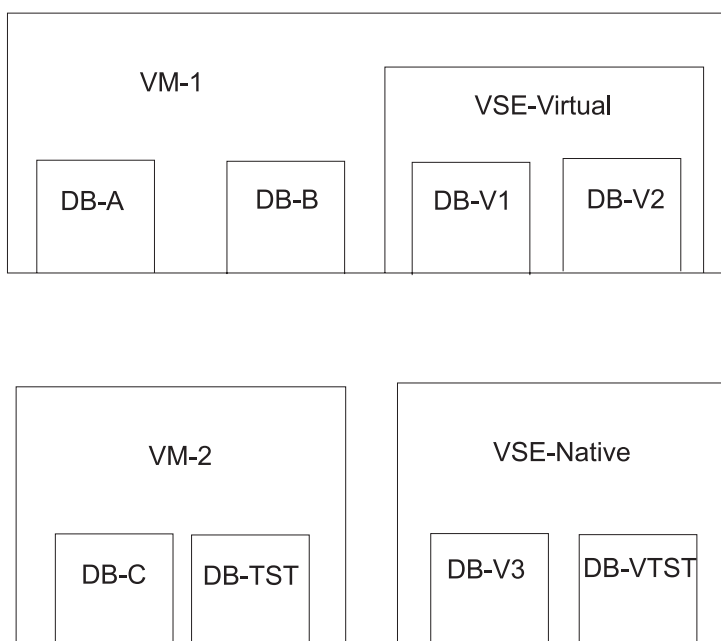 VM-1
VSE-Virtual
DB-A
DB-B
DB-V1
DB-V2
VM-2
VSE-Native
DB-C
DB-TST
DB-V3
DB-VTST